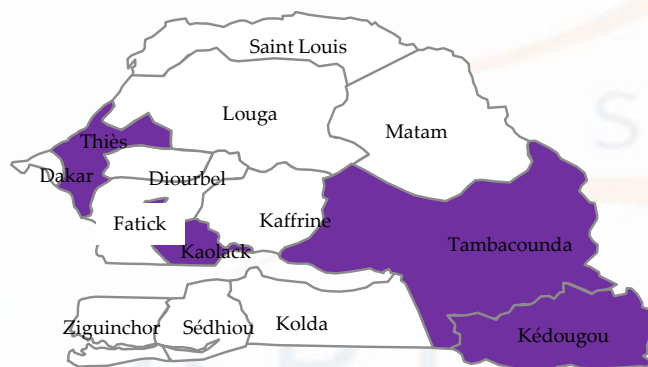 Saint Louis
Louga
Matam
Thiès
Dakar
Diourbel
Fatick
Kaffrine
Kaolack
Tambacounda
Ziguinchor
Sédhiou
Kolda
Kédougou
S